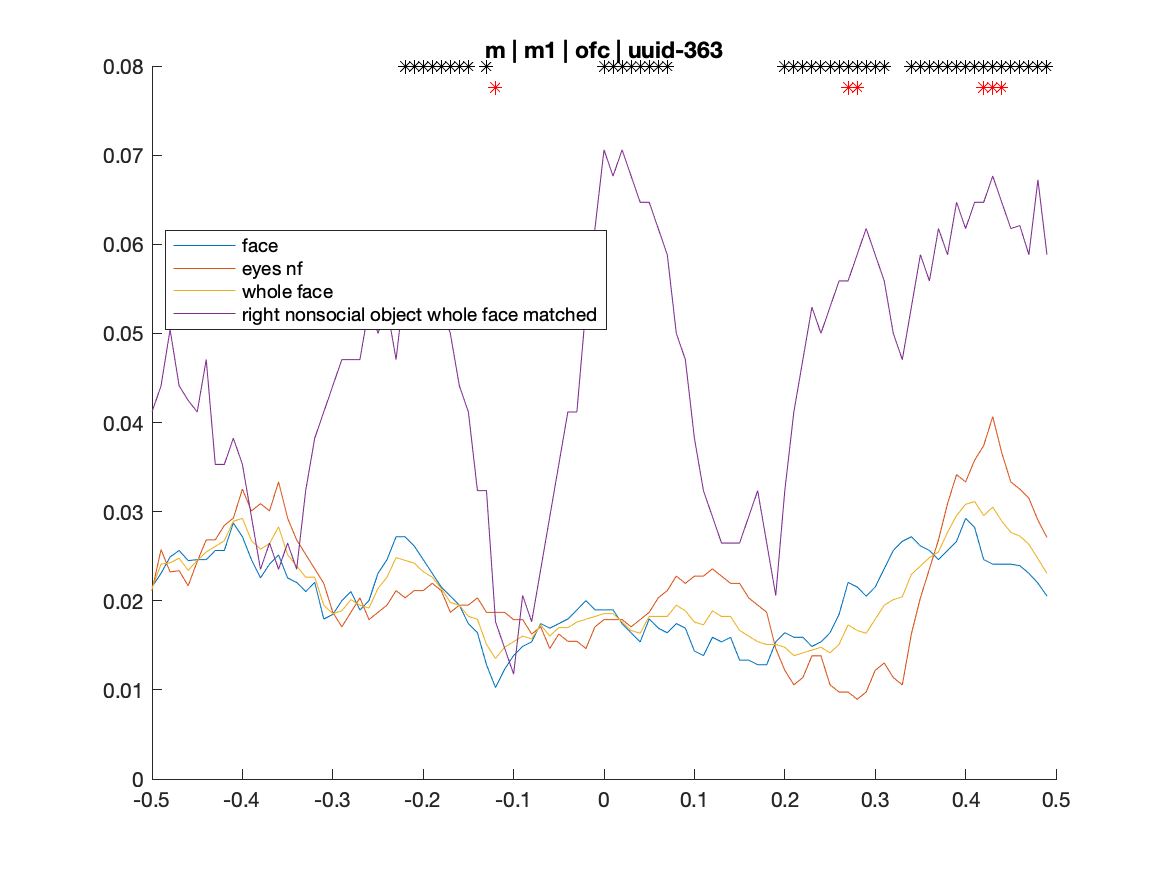 m | m1 | ofc | uuid-363
0.08
0.07
0.06
0.05
0.04
0.03
0.02
0.01
0
face
eyes nf
whole face
right nonsocial object whole face matched
-0.5 -0.4 -0.3 -0.2 -0.1 0 0.1 0.2 0.3 0.4 0.5